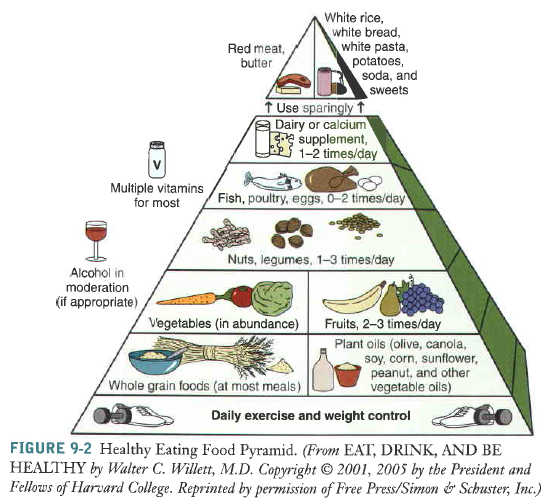 White rice,
white bread,
white pasta,
potatoes,
soda, and
sweets
Red meat,
butter
↑ Use sparingly ↑
Dairy or calcium
supplement,
1–2 times/day
V
Multiple vitamins
for most
Fish, poultry, eggs, 0–2 times/day
Nuts, legumes, 1–3 times/day
Alcohol in
moderation
(if appropriate)
Vegetables (in abundance)
Fruits, 2–3 times/day
Whole grain foods (at most meals)
Plant oils (olive, canola,
soy, corn, sunflower,
peanut, and other
vegetable oils)
Daily exercise and weight control
FIGURE 9-2 Healthy Eating Food Pyramid. (From EAT, DRINK, AND BE
HEALTHY by Walter C. Willett, M.D. Copyright © 2001, 2005 by the President and
Fellows of Harvard College. Reprinted by permission of Free Press/Simon & Schuster, Inc.)